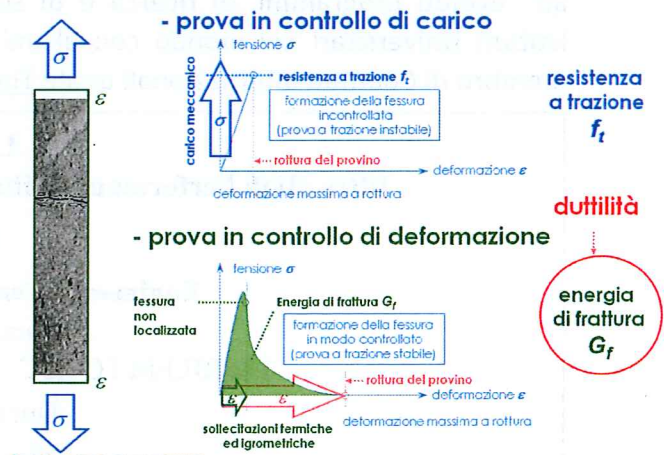 - prova in controllo di carico
tensione σ
resistenza a trazione fₜ
carico meccanico
σ
formazione della fessura
incontrollata
(prova a trazione instabile)
rottura del provino
deformazione ε
deformazione massima a rottura
resistenza
a trazione
fₜ
σ
ε
ε
σ
duttilità
energia
di frattura
G_f
- prova in controllo di deformazione
tensione σ
fessura
non
localizzata
Energia di frattura G_f
formazione della fessura
in modo controllato
(prova a trazione stabile)
rottura del provino
ε
ε
deformazione ε
sollecitazioni termiche
ed igrometriche
deformazione massima a rottura